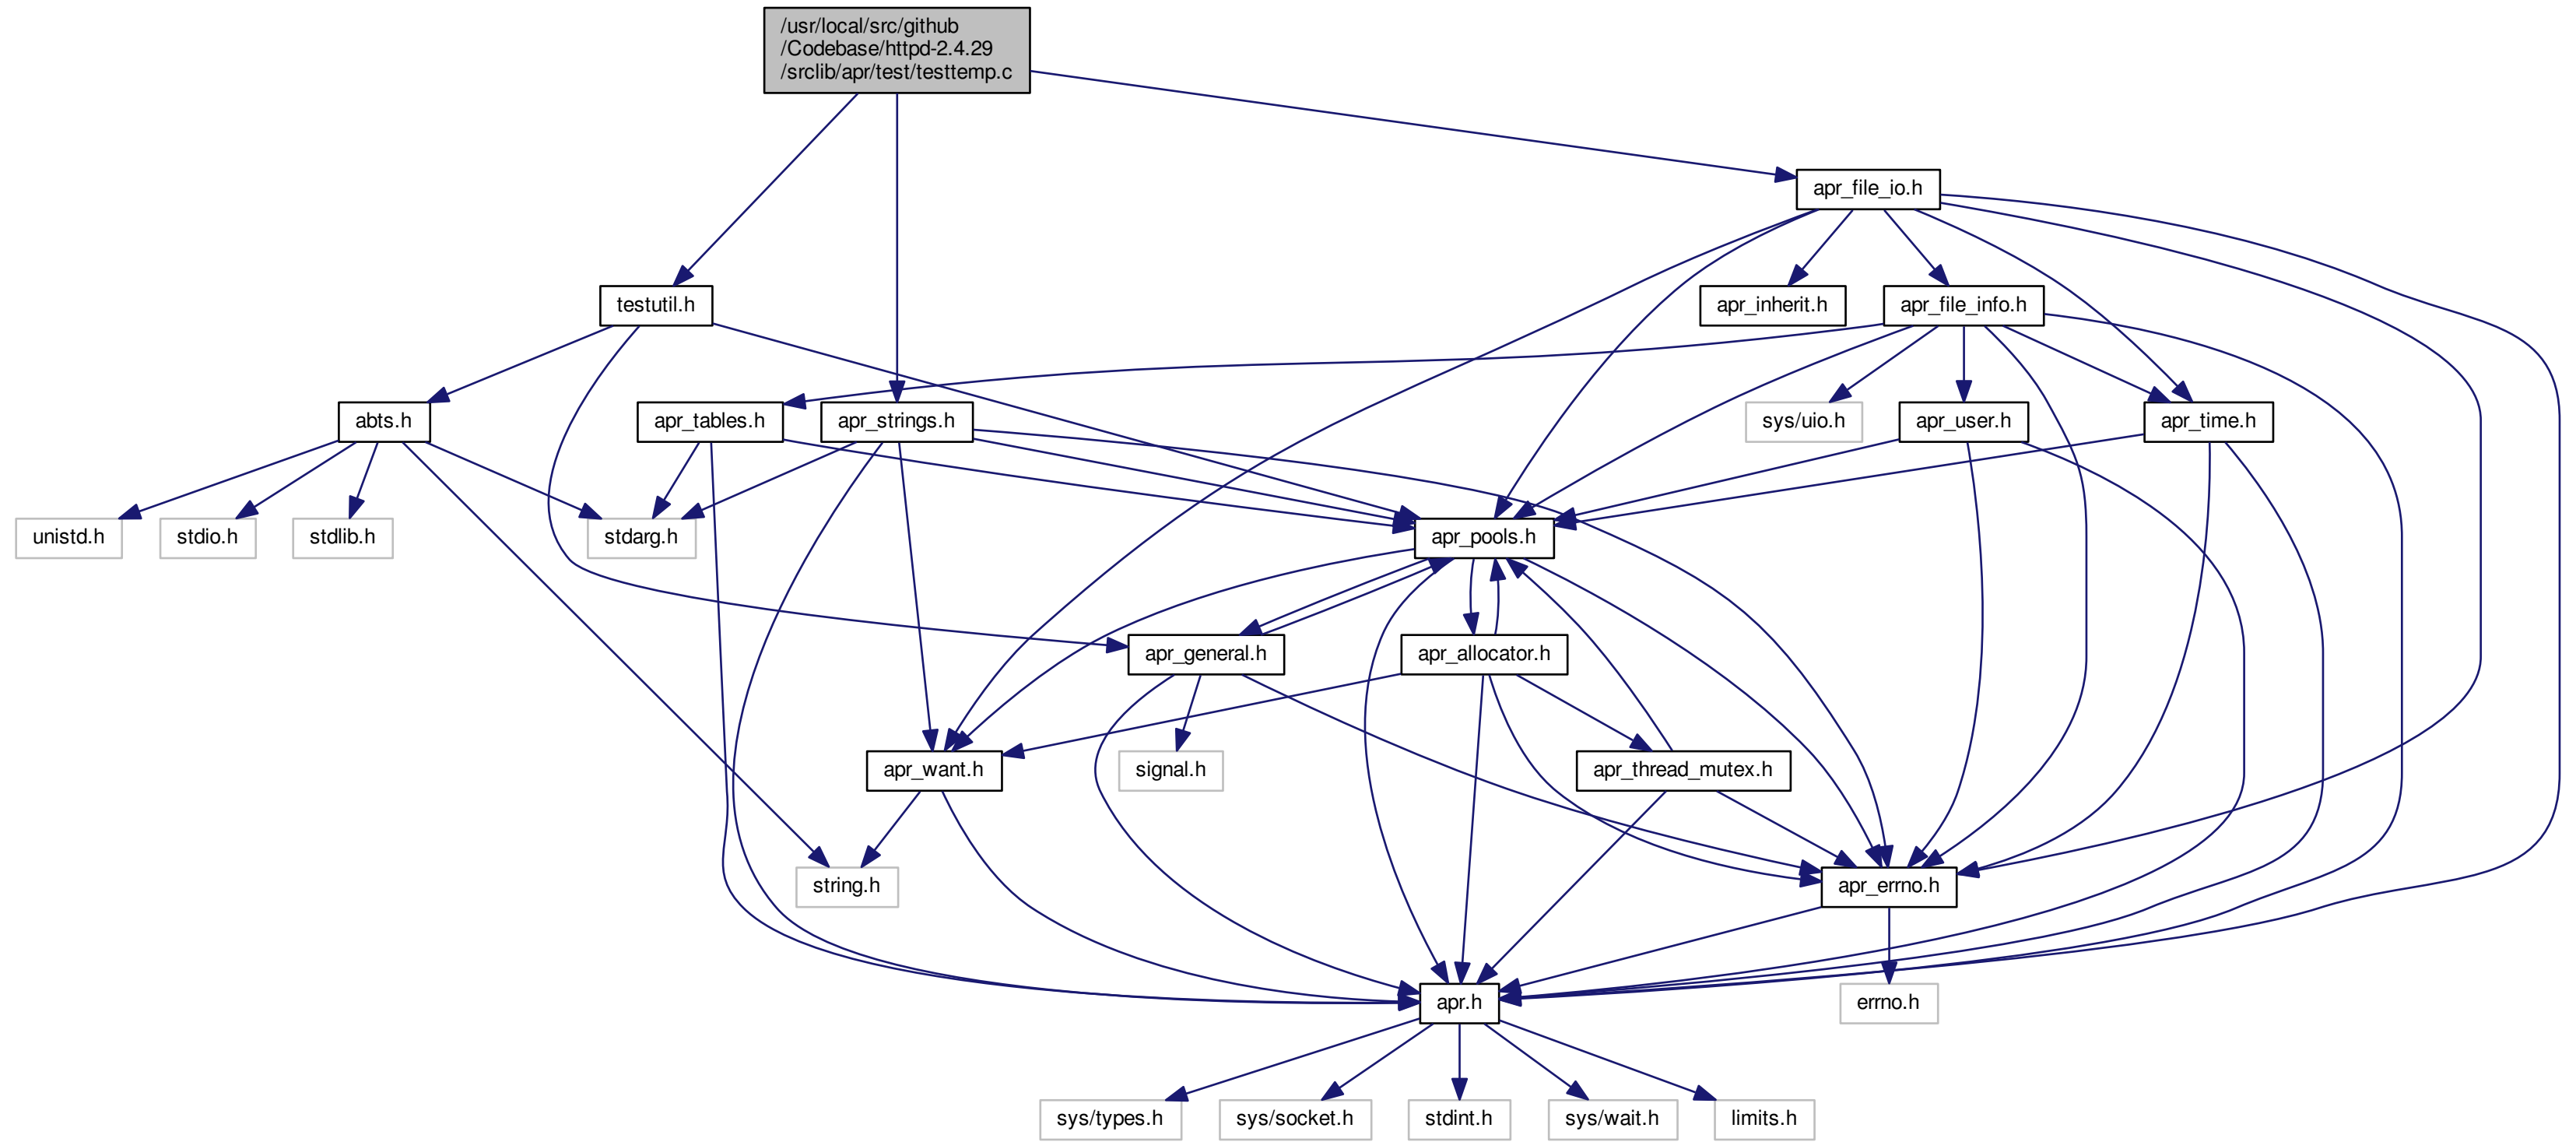 /usr/local/src/github
/Codebase/httpd-2.4.29
/srclib/apr/test/testtemp.c
apr_file_io.h
testutil.h
apr_inherit.h
apr_file_info.h
abts.h
apr_tables.h
apr_strings.h
sys/uio.h
apr_user.h
apr_time.h
unistd.h
stdio.h
stdlib.h
stdarg.h
apr_pools.h
apr_general.h
apr_allocator.h
apr_want.h
signal.h
apr_thread_mutex.h
string.h
apr_errno.h
apr.h
errno.h
sys/types.h
sys/socket.h
stdint.h
sys/wait.h
limits.h